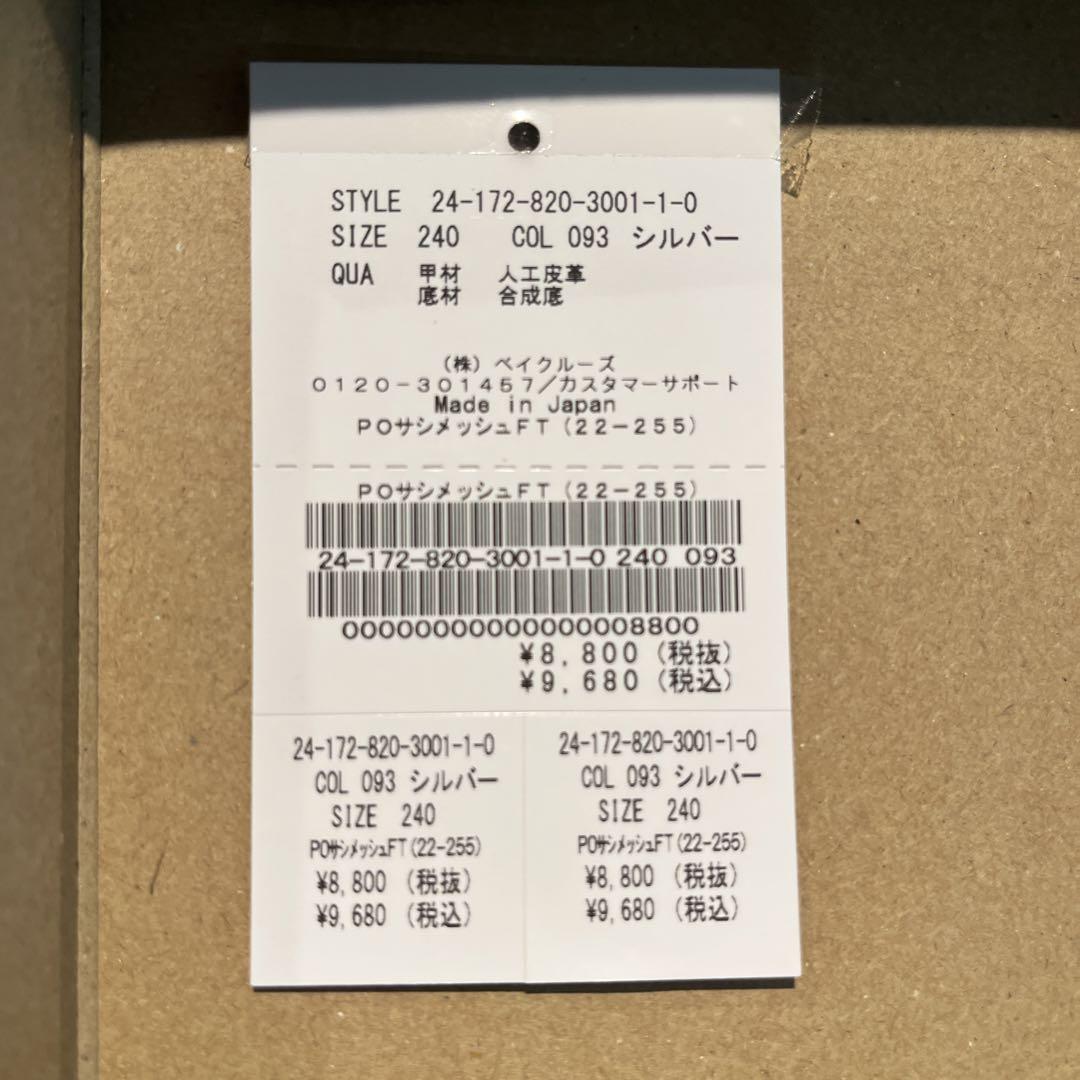 STYLE 24-172-820-3001-1-0
SIZE 240 COL 093 シルバー
QUA 甲材 人工皮革
底材 合成底
（株）ベイクルーズ
０１２０－３０１４５７／カスタマーサポート
Made in Japan
ＰＯサシメッシュＦＴ（２２－２５５）
ＰＯサシメッシュＦＴ（２２－２５５）
24-172-820-3001-1-0 240 093
00000000000000008800
¥8,800（税抜）
¥9,680（税込）
24-172-820-3001-1-0
COL 093 シルバー
SIZE 240
POｻｼﾒｯｼｭFT(22-255)
¥8,800（税抜）
¥9,680（税込）
24-172-820-3001-1-0
COL 093 シルバー
SIZE 240
POｻｼﾒｯｼｭFT(22-255)
¥8,800（税抜）
¥9,680（税込）